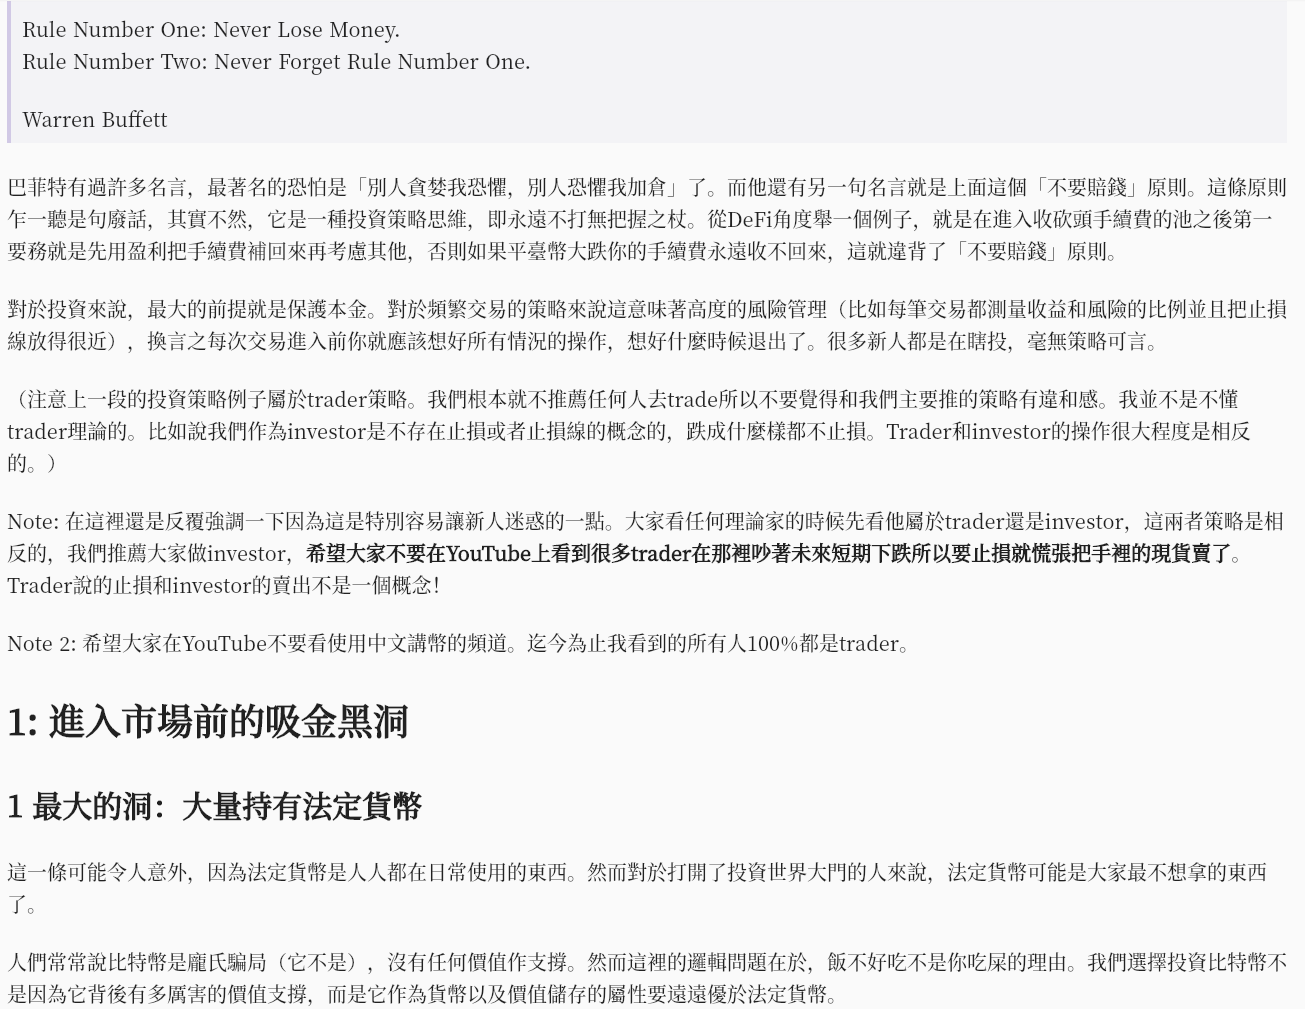 Rule Number One: Never Lose Money.
Rule Number Two: Never Forget Rule Number One.
Warren Buffett
巴菲特有過許多名言，最著名的恐怕是「別人貪婪我恐懼，別人恐懼我加倉」了。而他還有另一句名言就是上面這個「不要賠錢」原則。這條原則
乍一聽是句廢話，其實不然，它是一種投資策略思維，即永遠不打無把握之杖。從DeFi角度舉一個例子，就是在進入收砍頭手續費的池之後第一
要務就是先用盈利把手續費補回來再考慮其他，否則如果平臺幣大跌你的手續費永遠收不回來，這就違背了「不要賠錢」原則。
對於投資來說，最大的前提就是保護本金。對於頻繁交易的策略來說這意味著高度的風險管理（比如每筆交易都測量收益和風險的比例並且把止損
線放得很近），換言之每次交易進入前你就應該想好所有情況的操作，想好什麼時候退出了。很多新人都是在瞎投，毫無策略可言。
（注意上一段的投資策略例子屬於trader策略。我們根本就不推薦任何人去trade所以不要覺得和我們主要推的策略有違和感。我並不是不懂
trader理論的。比如說我們作為investor是不存在止損或者止損線的概念的，跌成什麼樣都不止損。Trader和investor的操作很大程度是相反
的。）
Note: 在這裡還是反覆強調一下因為這是特別容易讓新人迷惑的一點。大家看任何理論家的時候先看他屬於trader還是investor，這兩者策略是相
反的，我們推薦大家做investor，希望大家不要在YouTube上看到很多trader在那裡吵著未來短期下跌所以要止損就慌張把手裡的現貨賣了。
Trader說的止損和investor的賣出不是一個概念！
Note 2: 希望大家在YouTube不要看使用中文講幣的頻道。迄今為止我看到的所有人100%都是trader。
1: 進入市場前的吸金黑洞
1 最大的洞：大量持有法定貨幣
這一條可能令人意外，因為法定貨幣是人人都在日常使用的東西。然而對於打開了投資世界大門的人來說，法定貨幣可能是大家最不想拿的東西
了。
人們常常說比特幣是龐氏騙局（它不是），沒有任何價值作支撐。然而這裡的邏輯問題在於，飯不好吃不是你吃屎的理由。我們選擇投資比特幣不
是因為它背後有多厲害的價值支撐，而是它作為貨幣以及價值儲存的屬性要遠遠優於法定貨幣。